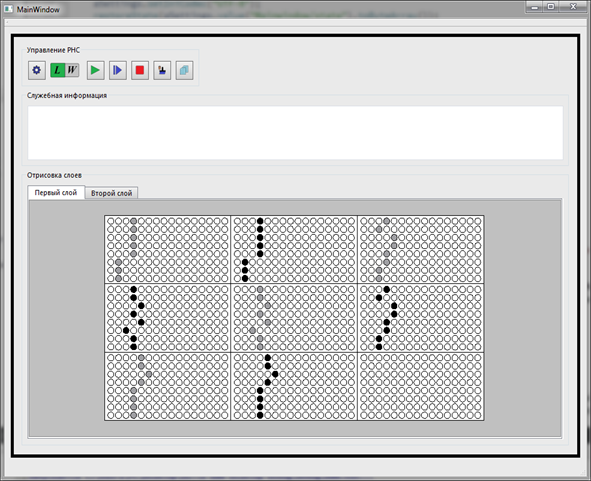 MainWindow
Управление РНС
L W
Служебная информация
Отрисовка слоев
Первый слой
Второй слой